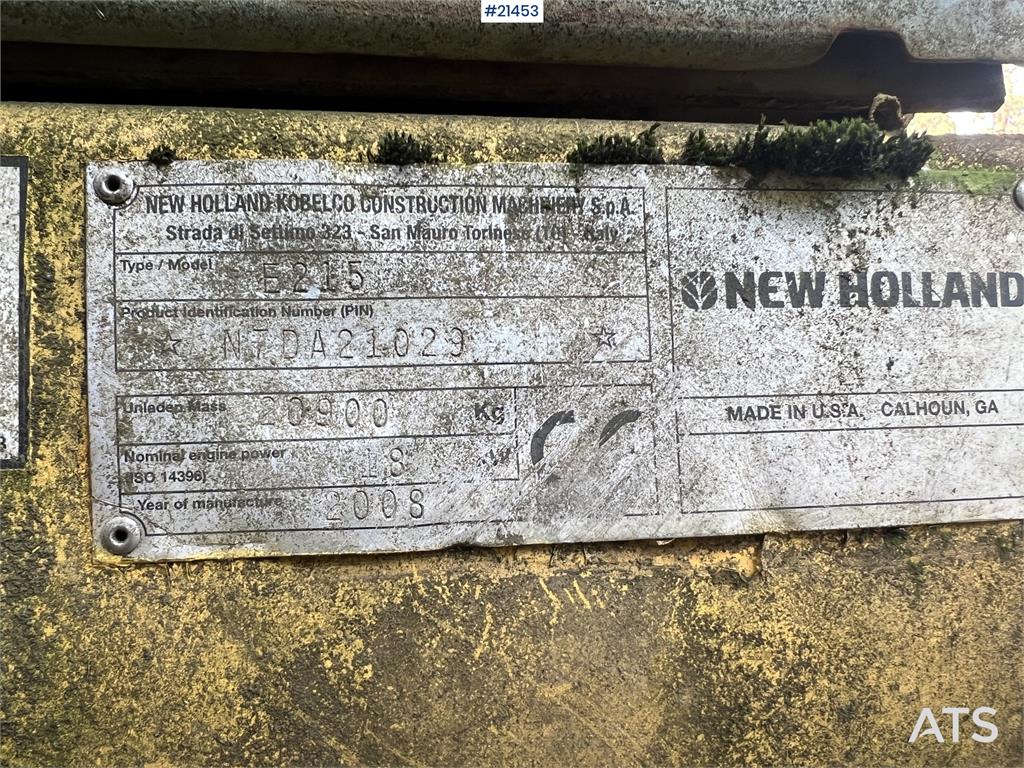 #21453
NEW HOLLAND KOBELCO CONSTRUCTION MACHINERY S.p.A.
Strada di Settimo 323 - San Mauro Torinese (TO) - Italy
Type / Model E215
Product Identification Number (PIN)
☆ N7DA21029 ☆
Unladen Mass 20900 Kg
Nominal engine power
(ISO 14396)
Year of manufacture 2008
NEW HOLLAND
MADE IN U.S.A. CALHOUN, GA
ATS